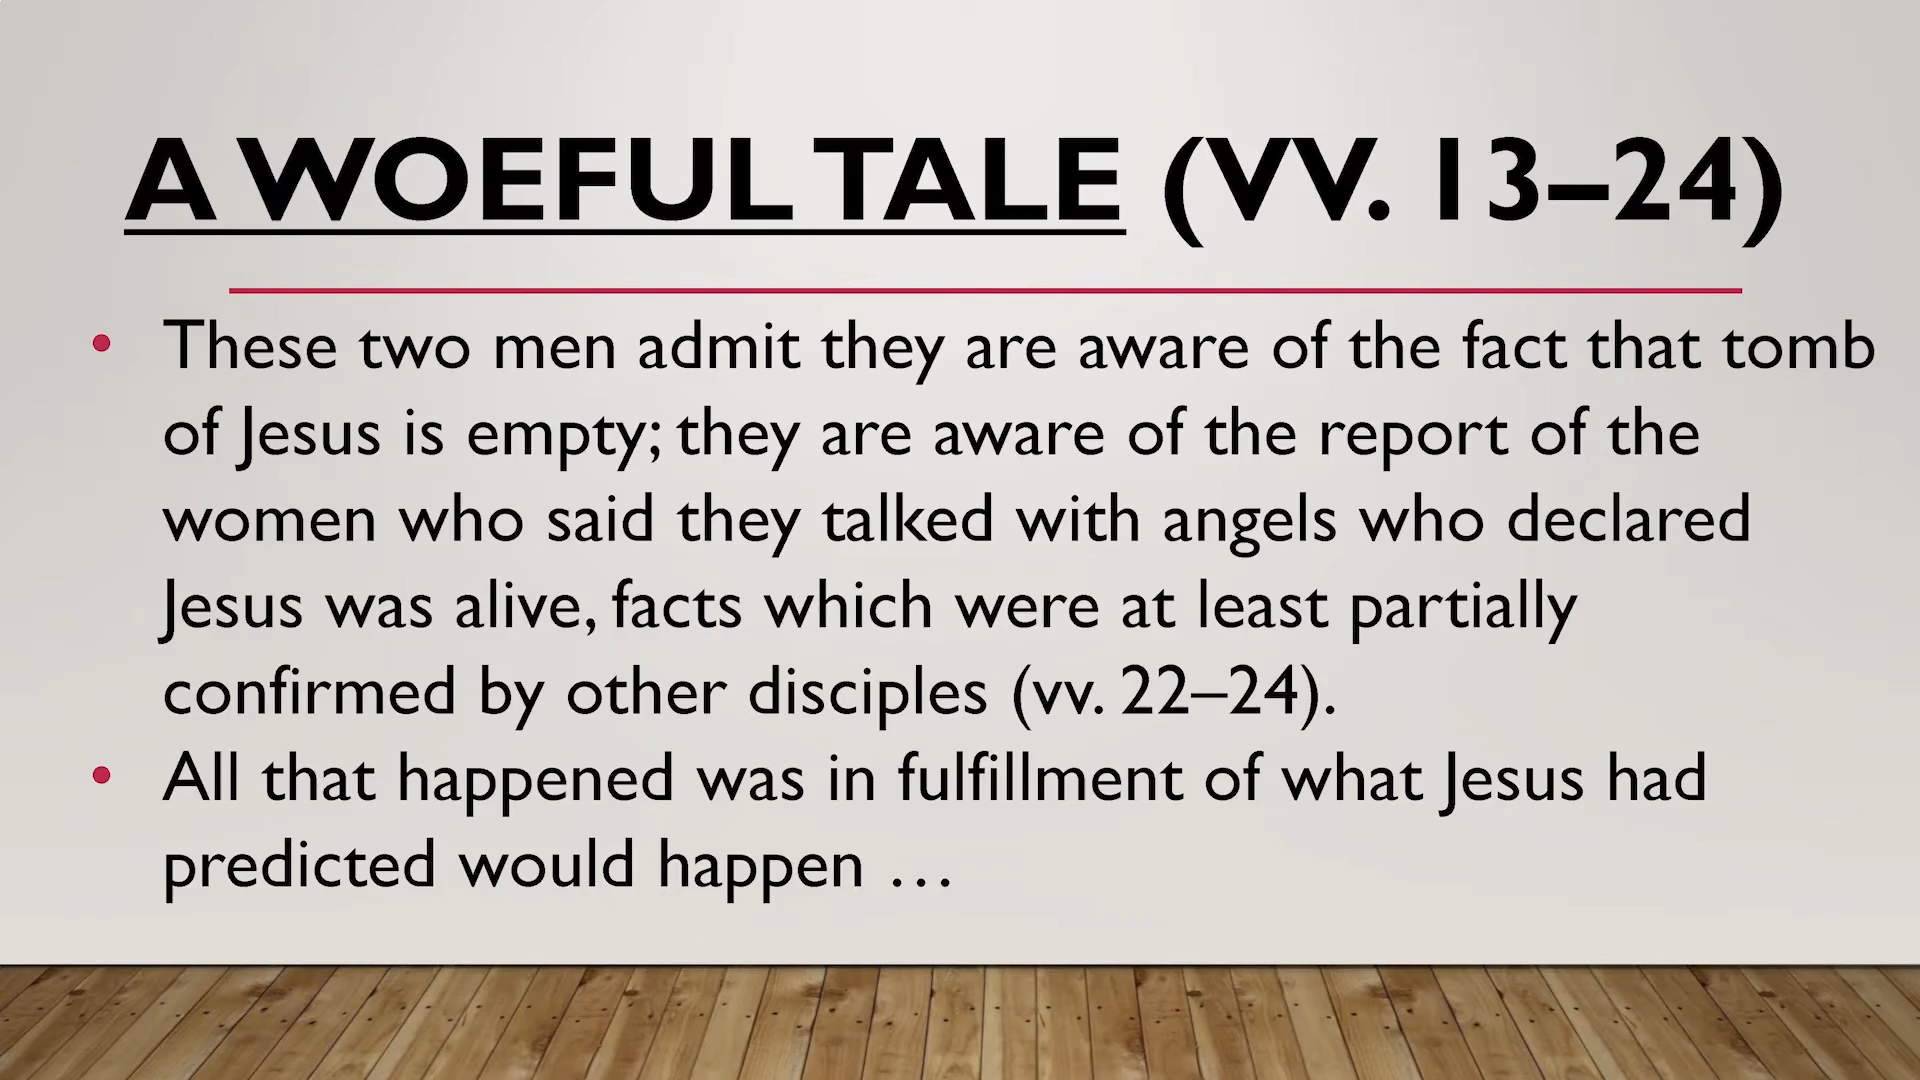 A WOEFUL TALE (VV. 13–24)
• These two men admit they are aware of the fact that tomb
of Jesus is empty; they are aware of the report of the
women who said they talked with angels who declared
Jesus was alive, facts which were at least partially
confirmed by other disciples (vv. 22–24).
• All that happened was in fulfillment of what Jesus had
predicted would happen …